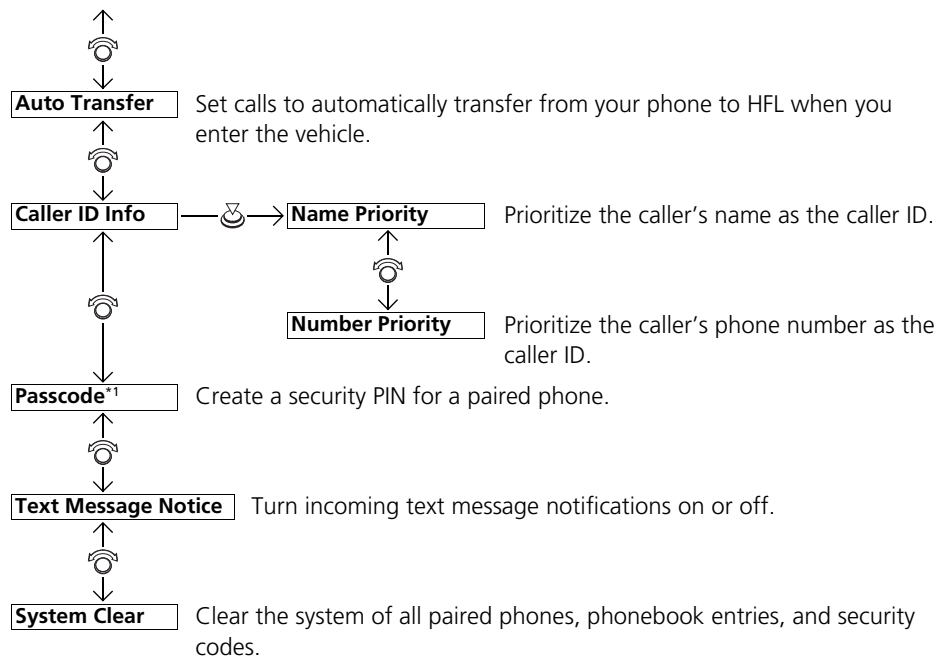 Auto Transfer
Set calls to automatically transfer from your phone to HFL when you
enter the vehicle.
Caller ID Info
Name Priority
Prioritize the caller’s name as the caller ID.
Number Priority
Prioritize the caller’s phone number as the
caller ID.
Passcode*1
Create a security PIN for a paired phone.
Text Message Notice
Turn incoming text message notifications on or off.
System Clear
Clear the system of all paired phones, phonebook entries, and security
codes.